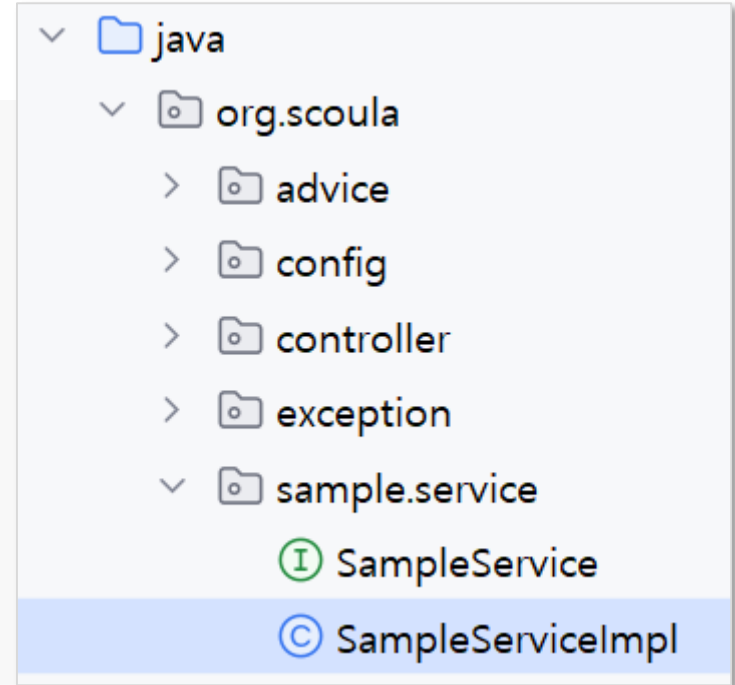 java
org.scoula
advice
config
controller
exception
sample.service
I SampleService
C SampleServiceImpl